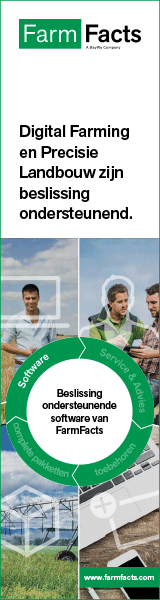 Farm Facts
A BayWa Company
Digital Farming
en Precisie
Landbouw zijn
beslissing
ondersteunend.
Software
Service & Advies
Beslissing
ondersteunende
software van
FarmFacts
complete pakketten
toebehoren
www.farmfacts.com